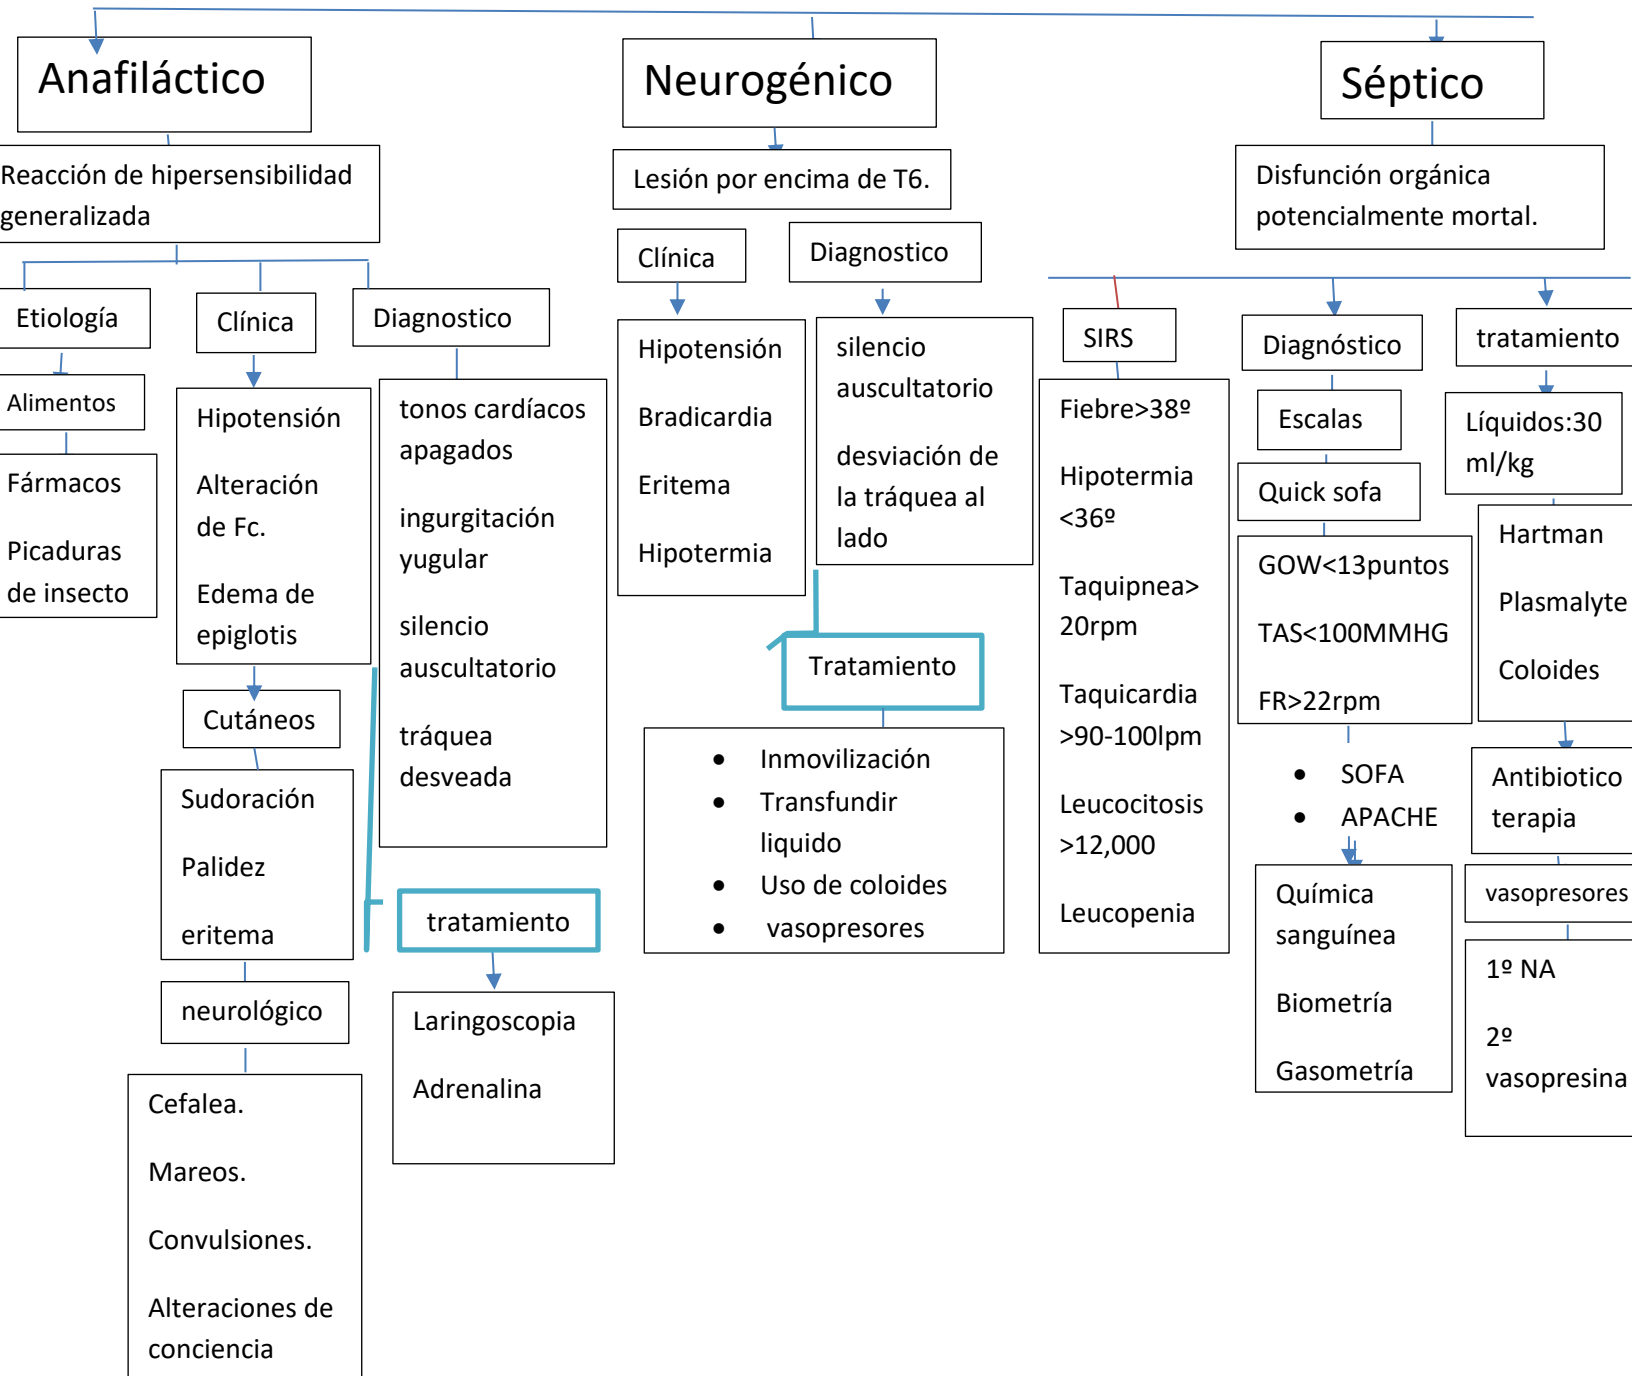 Anafiláctico
Reacción de hipersensibilidad
generalizada
Etiología
Alimentos
Fármacos
Picaduras
de insecto
Clínica
Hipotensión
Alteración
de Fc.
Edema de
epiglotis
Cutáneos
Sudoración
Palidez
eritema
neurológico
Cefalea.
Mareos.
Convulsiones.
Alteraciones de
conciencia
Diagnostico
tonos cardíacos
apagados
ingurgitación
yugular
silencio
auscultatorio
tráquea
desveada
tratamiento
Laringoscopia
Adrenalina
Neurogénico
Lesión por encima de T6.
Clínica
Hipotensión
Bradicardia
Eritema
Hipotermia
Diagnostico
silencio
auscultatorio
desviación de
la tráquea al
lado
Tratamiento
• Inmovilización
• Transfundir
liquido
• Uso de coloides
• vasopresores
Séptico
Disfunción orgánica
potencialmente mortal.
SIRS
Fiebre>38º
Hipotermia
<36º
Taquipnea>
20rpm
Taquicardia
>90-100lpm
Leucocitosis
>12,000
Leucopenia
Diagnóstico
Escalas
Quick sofa
GOW<13puntos
TAS<100MMHG
FR>22rpm
• SOFA
• APACHE
Química
sanguínea
Biometría
Gasometría
tratamiento
Líquidos:30
ml/kg
Hartman
Plasmalyte
Coloides
Antibiotico
terapia
vasopresores
1º NA
2º
vasopresina